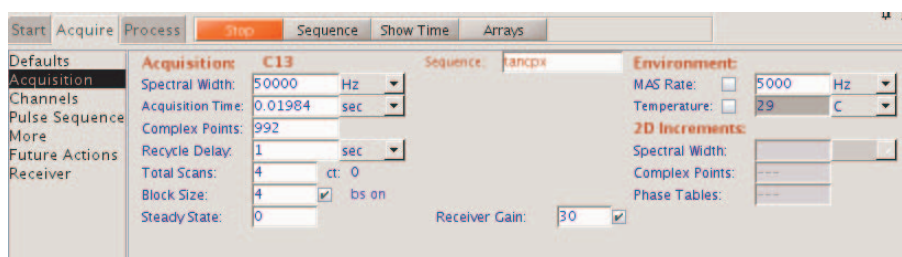 Start Acquire Process Stop Sequence Show Time Arrays
Defaults
Acquisition
Channels
Pulse Sequence
More
Future Actions
Receiver
Acquisition: C13 Sequence: tancpx Environment:
Spectral Width: 50000 Hz MAS Rate: 5000 Hz
Acquisition Time: 0.01984 sec Temperature: 29 C
Complex Points: 992 2D Increments:
Recycle Delay: 1 sec Spectral Width:
Total Scans: 4 ct: 0 Complex Points: ---
Block Size: 4 bs on Phase Tables: ---
Steady State: 0 Receiver Gain: 30